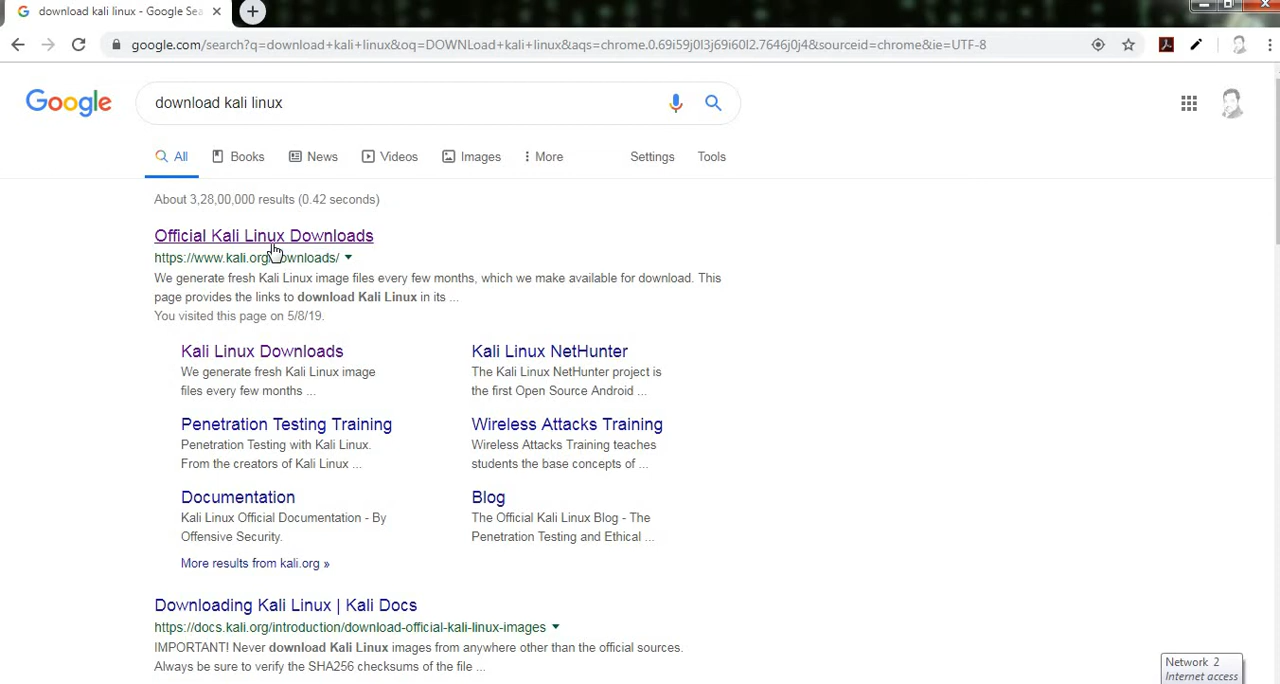 download kali linux - Google Sea
google.com/search?q=download+kali+linux&oq=DOWNLoad+kali+linux&aqs=chrome.0.69i59j0l3j69i60l2.7646j0j4&sourceid=chrome&ie=UTF-8
Google
download kali linux
All Books News Videos Images More Settings Tools
About 3,28,00,000 results (0.42 seconds)
Official Kali Linux Downloads
https://www.kali.org/downloads/
We generate fresh Kali Linux image files every few months, which we make available for download. This
page provides the links to download Kali Linux in its ...
You visited this page on 5/8/19.
Kali Linux Downloads
We generate fresh Kali Linux image
files every few months ...
Kali Linux NetHunter
The Kali Linux NetHunter project is
the first Open Source Android ...
Penetration Testing Training
Penetration Testing with Kali Linux.
From the creators of Kali Linux ...
Wireless Attacks Training
Wireless Attacks Training teaches
students the base concepts of ...
Documentation
Kali Linux Official Documentation - By
Offensive Security.
Blog
The Official Kali Linux Blog - The
Penetration Testing and Ethical ...
More results from kali.org »
Downloading Kali Linux | Kali Docs
https://docs.kali.org/introduction/download-official-kali-linux-images
IMPORTANT! Never download Kali Linux images from anywhere other than the official sources.
Always be sure to verify the SHA256 checksums of the file ...
Network 2
Internet access